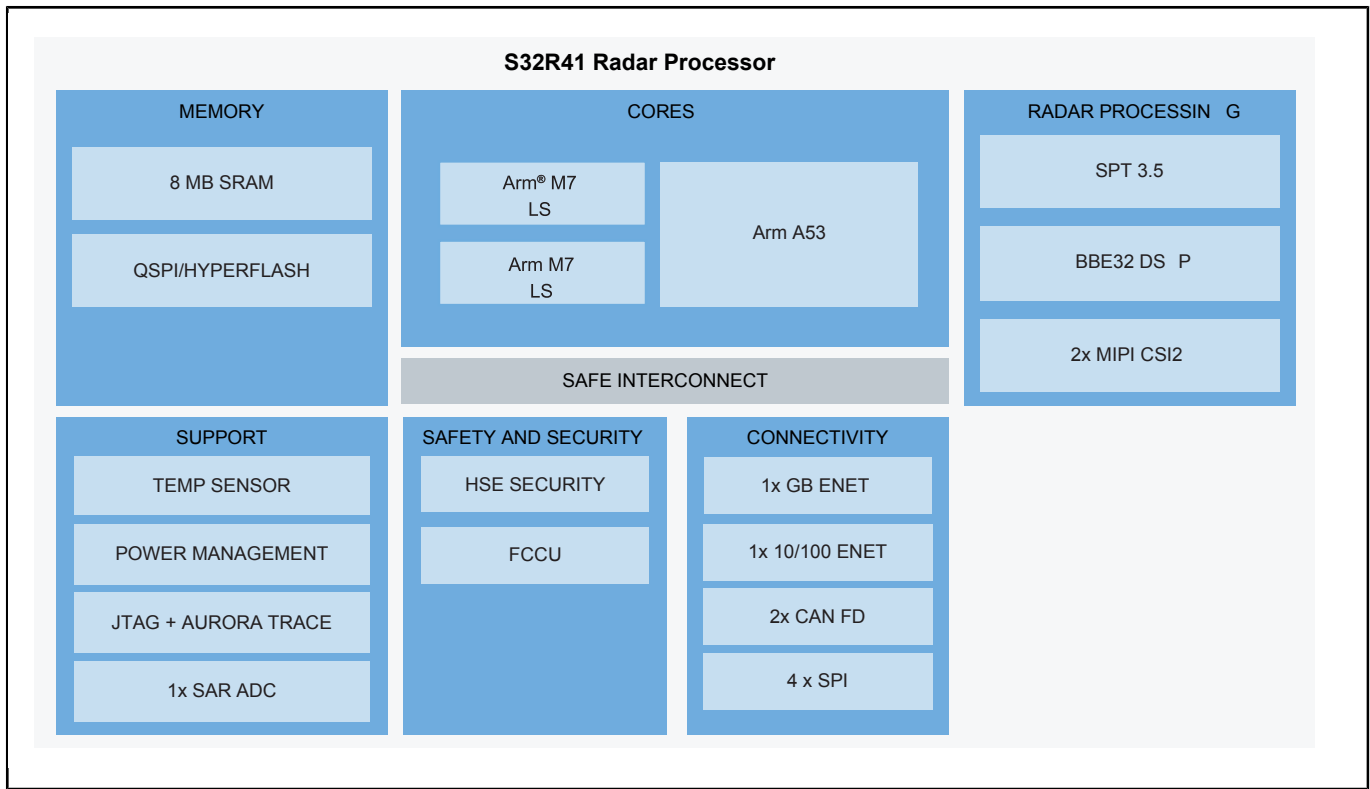 S32R41 Radar Processor
MEMORY
8 MB SRAM
QSPI/HYPERFLASH
CORES
Arm® M7
LS
Arm M7
LS
Arm A53
RADAR PROCESSIN G
SPT 3.5
BBE32 DS P
2x MIPI CSI2
SAFE INTERCONNECT
SUPPORT
TEMP SENSOR
POWER MANAGEMENT
JTAG + AURORA TRACE
1x SAR ADC
SAFETY AND SECURITY
HSE SECURITY
FCCU
CONNECTIVITY
1x GB ENET
1x 10/100 ENET
2x CAN FD
4 x SPI